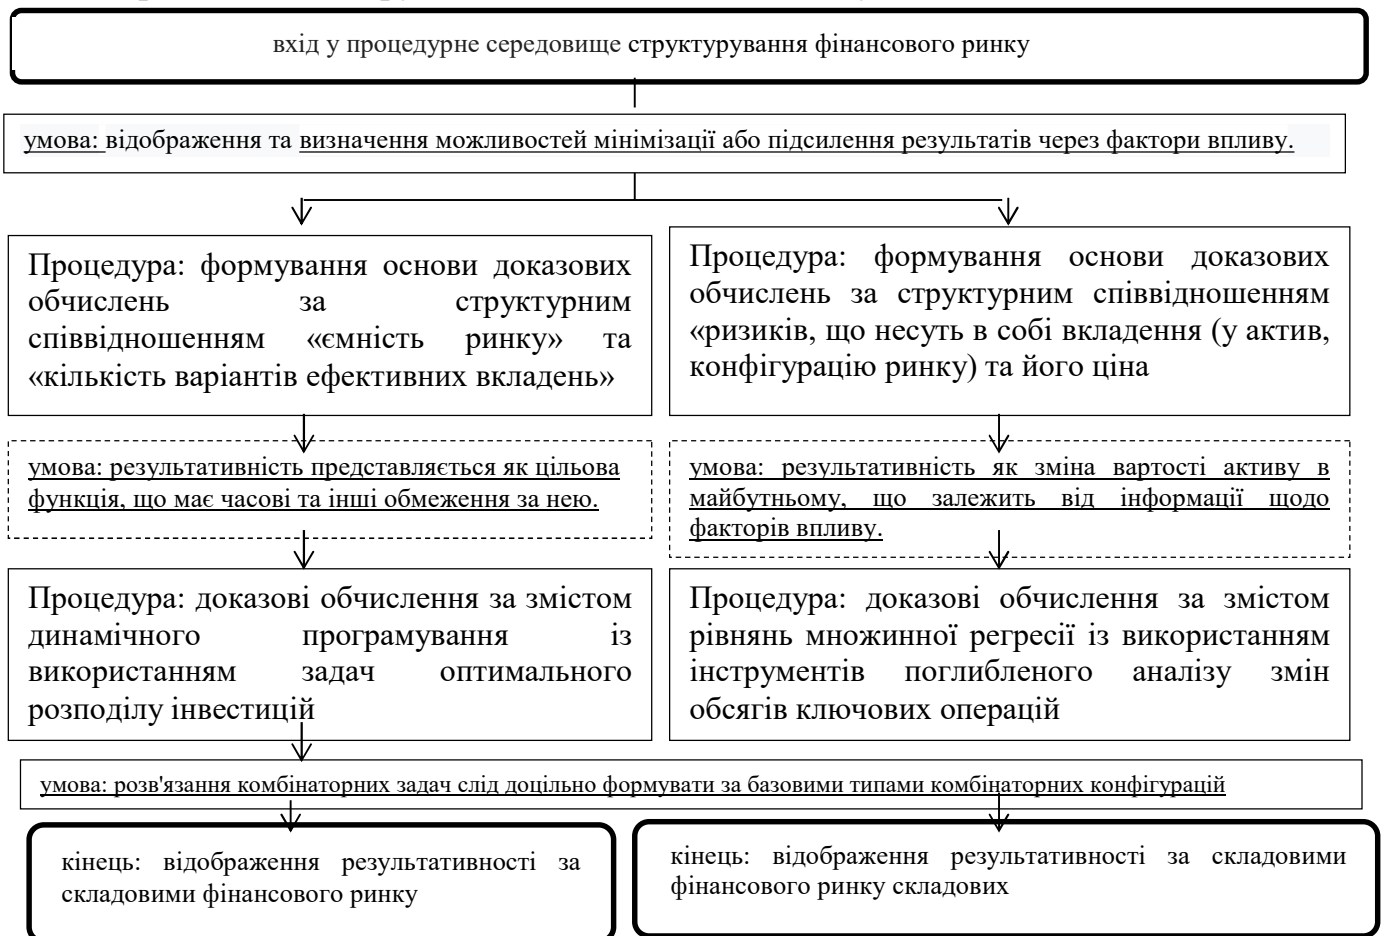 вхід у процедурне середовище структурування фінансового ринку
умова: відображення та визначення можливостей мінімізації або підсилення результатів через фактори впливу.
Процедура: формування основи доказових
обчислень за структурним
співвідношенням «ємність ринку» та
«кількість варіантів ефективних вкладень»
Процедура: формування основи доказових
обчислень за структурним співвідношенням
«ризиків, що несуть в собі вкладення (у актив,
конфігурацію ринку) та його ціна
умова: результативність представляється як цільова
функція, що має часові та інші обмеження за нею.
умова: результативність як зміна вартості активу в
майбутньому, що залежить від інформації щодо
факторів впливу.
Процедура: доказові обчислення за змістом
динамічного програмування із
використанням задач оптимального
розподілу інвестицій
Процедура: доказові обчислення за змістом
рівнянь множинної регресії із використанням
інструментів поглибленого аналізу змін
обсягів ключових операцій
умова: розв'язання комбінаторних задач слід доцільно формувати за базовими типами комбінаторних конфігурацій
кінець: відображення результативності за
складовими фінансового ринку
кінець: відображення результативності за складовими
фінансового ринку складових